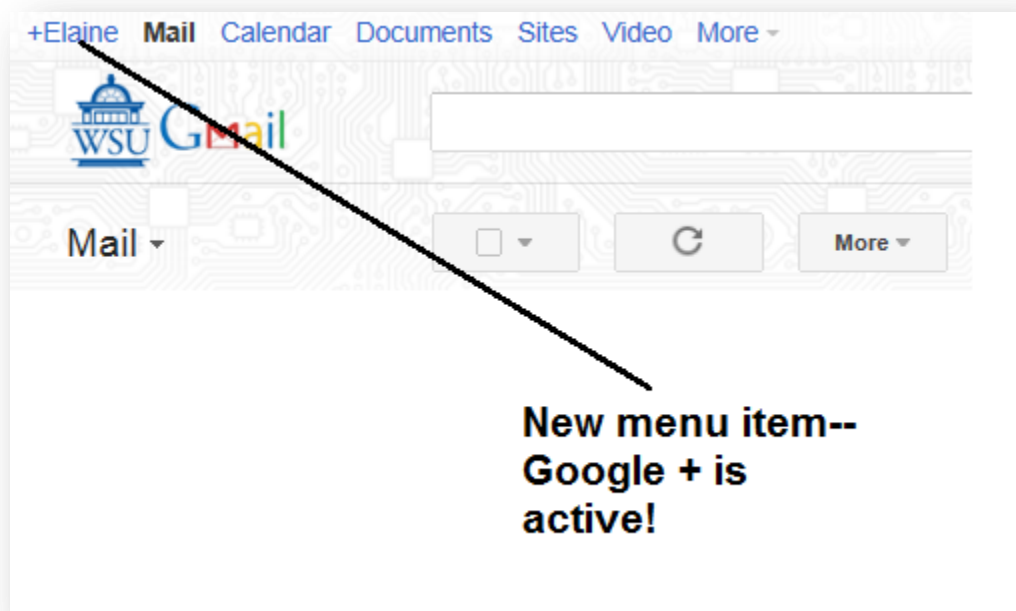 +Elaine Mail Calendar Documents Sites Video More
WSU Gmail
Mail
More
New menu item--
Google + is
active!